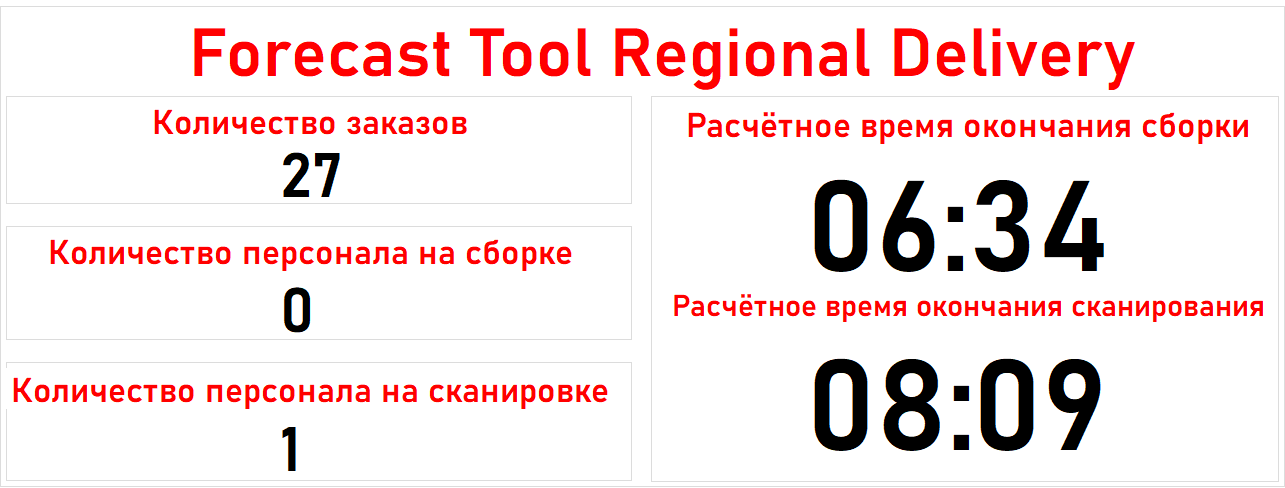 Forecast Tool Regional Delivery
Количество заказов
27
Количество персонала на сборке
0
Количество персонала на сканировке
1
Расчётное время окончания сборки
06:34
Расчётное время окончания сканирования
08:09